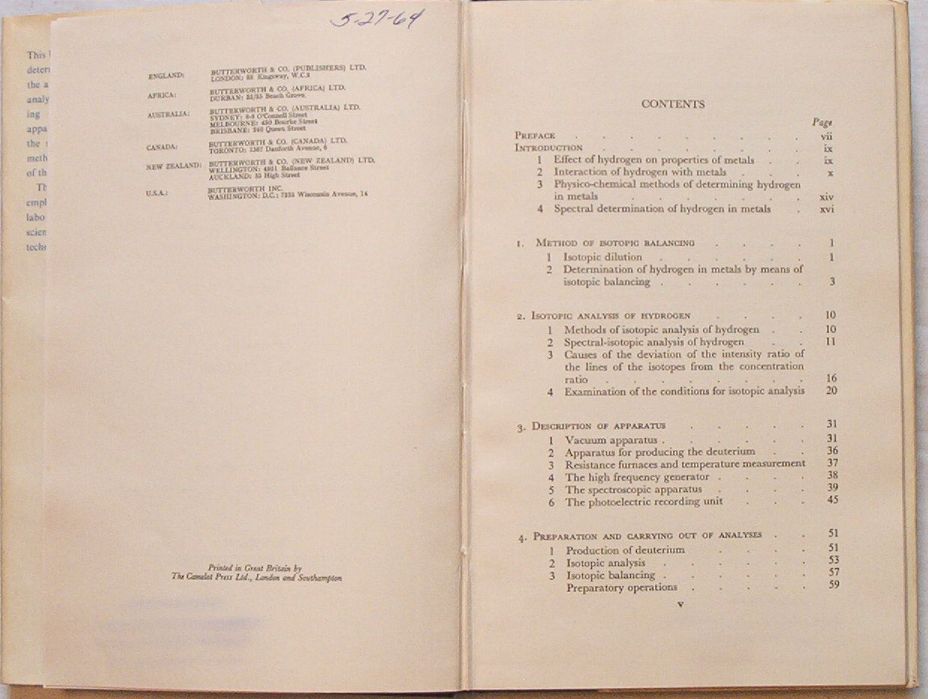 This
deter
the a
analy
ing
appa
the
meth
of th
Th
empl
labo
scien
techn
5-27-64
ENGLAND: BUTTERWORTH & CO. (PUBLISHERS) LTD.
LONDON: 88 Kingsway, W.C.2
AFRICA: BUTTERWORTH & CO. (AFRICA) LTD.
DURBAN: 33/35 Beach Grove
AUSTRALIA: BUTTERWORTH & CO. (AUSTRALIA) LTD.
SYDNEY: 6-8 O'Connell Street
MELBOURNE: 430 Bourke Street
BRISBANE: 240 Queen Street
CANADA: BUTTERWORTH & CO. (CANADA) LTD.
TORONTO: 1367 Danforth Avenue, 6
NEW ZEALAND: BUTTERWORTH & CO. (NEW ZEALAND) LTD.
WELLINGTON: 49/51 Ballance Street
AUCKLAND: 35 High Street
U.S.A.: BUTTERWORTH INC.
WASHINGTON: D.C.: 7235 Wisconsin Avenue, 14
Printed in Great Britain by
The Camelot Press Ltd., London and Southampton
CONTENTS
Page
PREFACE . . . . . . . . . vii
INTRODUCTION . . . . . . . . ix
1 Effect of hydrogen on properties of metals . . ix
2 Interaction of hydrogen with metals . . . x
3 Physico-chemical methods of determining hydrogen
in metals . . . . . . . xiv
4 Spectral determination of hydrogen in metals . xvi
1. METHOD OF ISOTOPIC BALANCING . . . . 1
1 Isotopic dilution . . . . . . 1
2 Determination of hydrogen in metals by means of
isotopic balancing . . . . . . 3
2. ISOTOPIC ANALYSIS OF HYDROGEN . . . . 10
1 Methods of isotopic analysis of hydrogen . . 10
2 Spectral-isotopic analysis of hydrogen . . 11
3 Causes of the deviation of the intensity ratio of
the lines of the isotopes from the concentration
ratio . . . . . . . . 16
4 Examination of the conditions for isotopic analysis 20
3. DESCRIPTION OF APPARATUS . . . . . 31
1 Vacuum apparatus . . . . . . 31
2 Apparatus for producing the deuterium . . 36
3 Resistance furnaces and temperature measurement 37
4 The high frequency generator . . . . 38
5 The spectroscopic apparatus . . . . 39
6 The photoelectric recording unit . . . 45
4. PREPARATION AND CARRYING OUT OF ANALYSES . . 51
1 Production of deuterium . . . . 51
2 Isotopic analysis . . . . . . 53
3 Isotopic balancing . . . . . . 57
Preparatory operations . . . . . 59
v